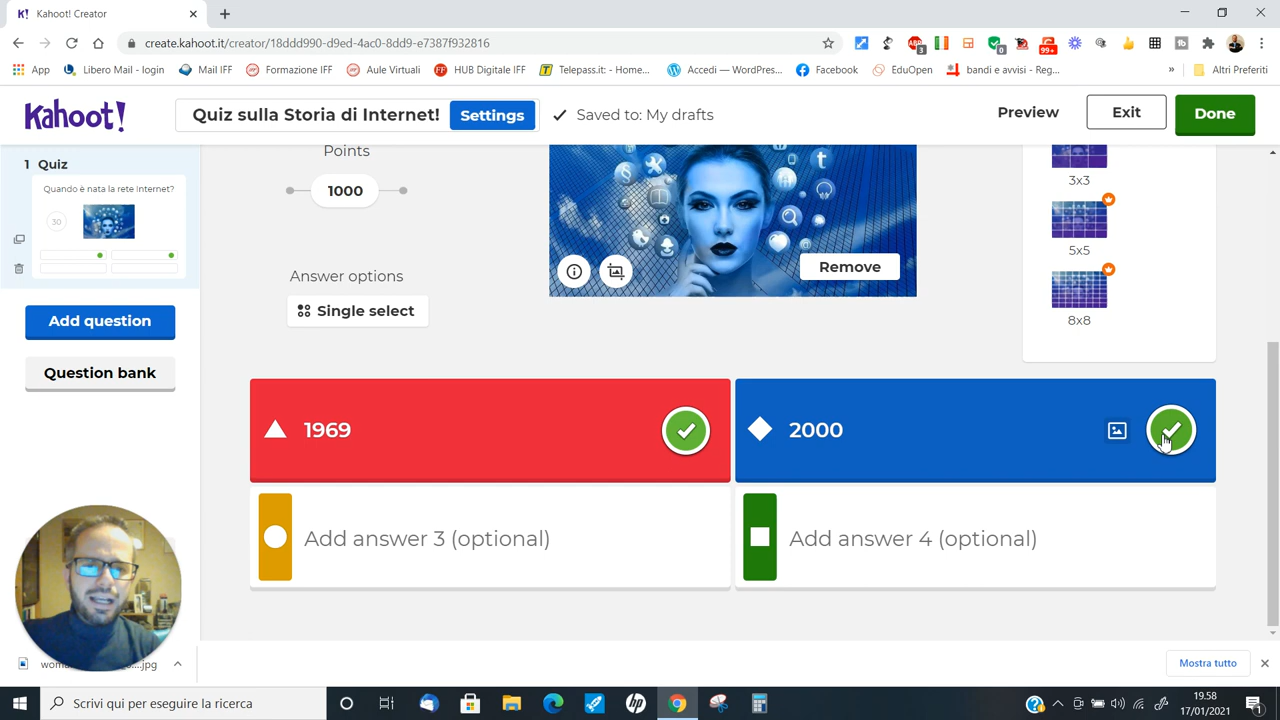 Kahoot! Creator
create.kahoot.it/creator/18ddd990-d9ed-4ac0-8dd9-e7387f932816
3
0
99+
App
Libero Mail - login
Mail IFF
Formazione IFF
Aule Virtuali
HUB Digitale IFF
Telepass.it: - Home...
Accedi — WordPres...
Facebook
EduOpen
bandi e avvisi - Reg...
»
Altri Preferiti
Kahoot!
Quiz sulla Storia di Internet!
Settings
Saved to: My drafts
Preview
Exit
Done
1 Quiz
Quando è nata la rete Internet?
30
Add question
Question bank
Points
1000
Answer options
Single select
Remove
3x3
5x5
8x8
1969
2000
Add answer 3 (optional)
Add answer 4 (optional)
Mostra tutto
Scrivi qui per eseguire la ricerca
19.58
17/01/2021
1